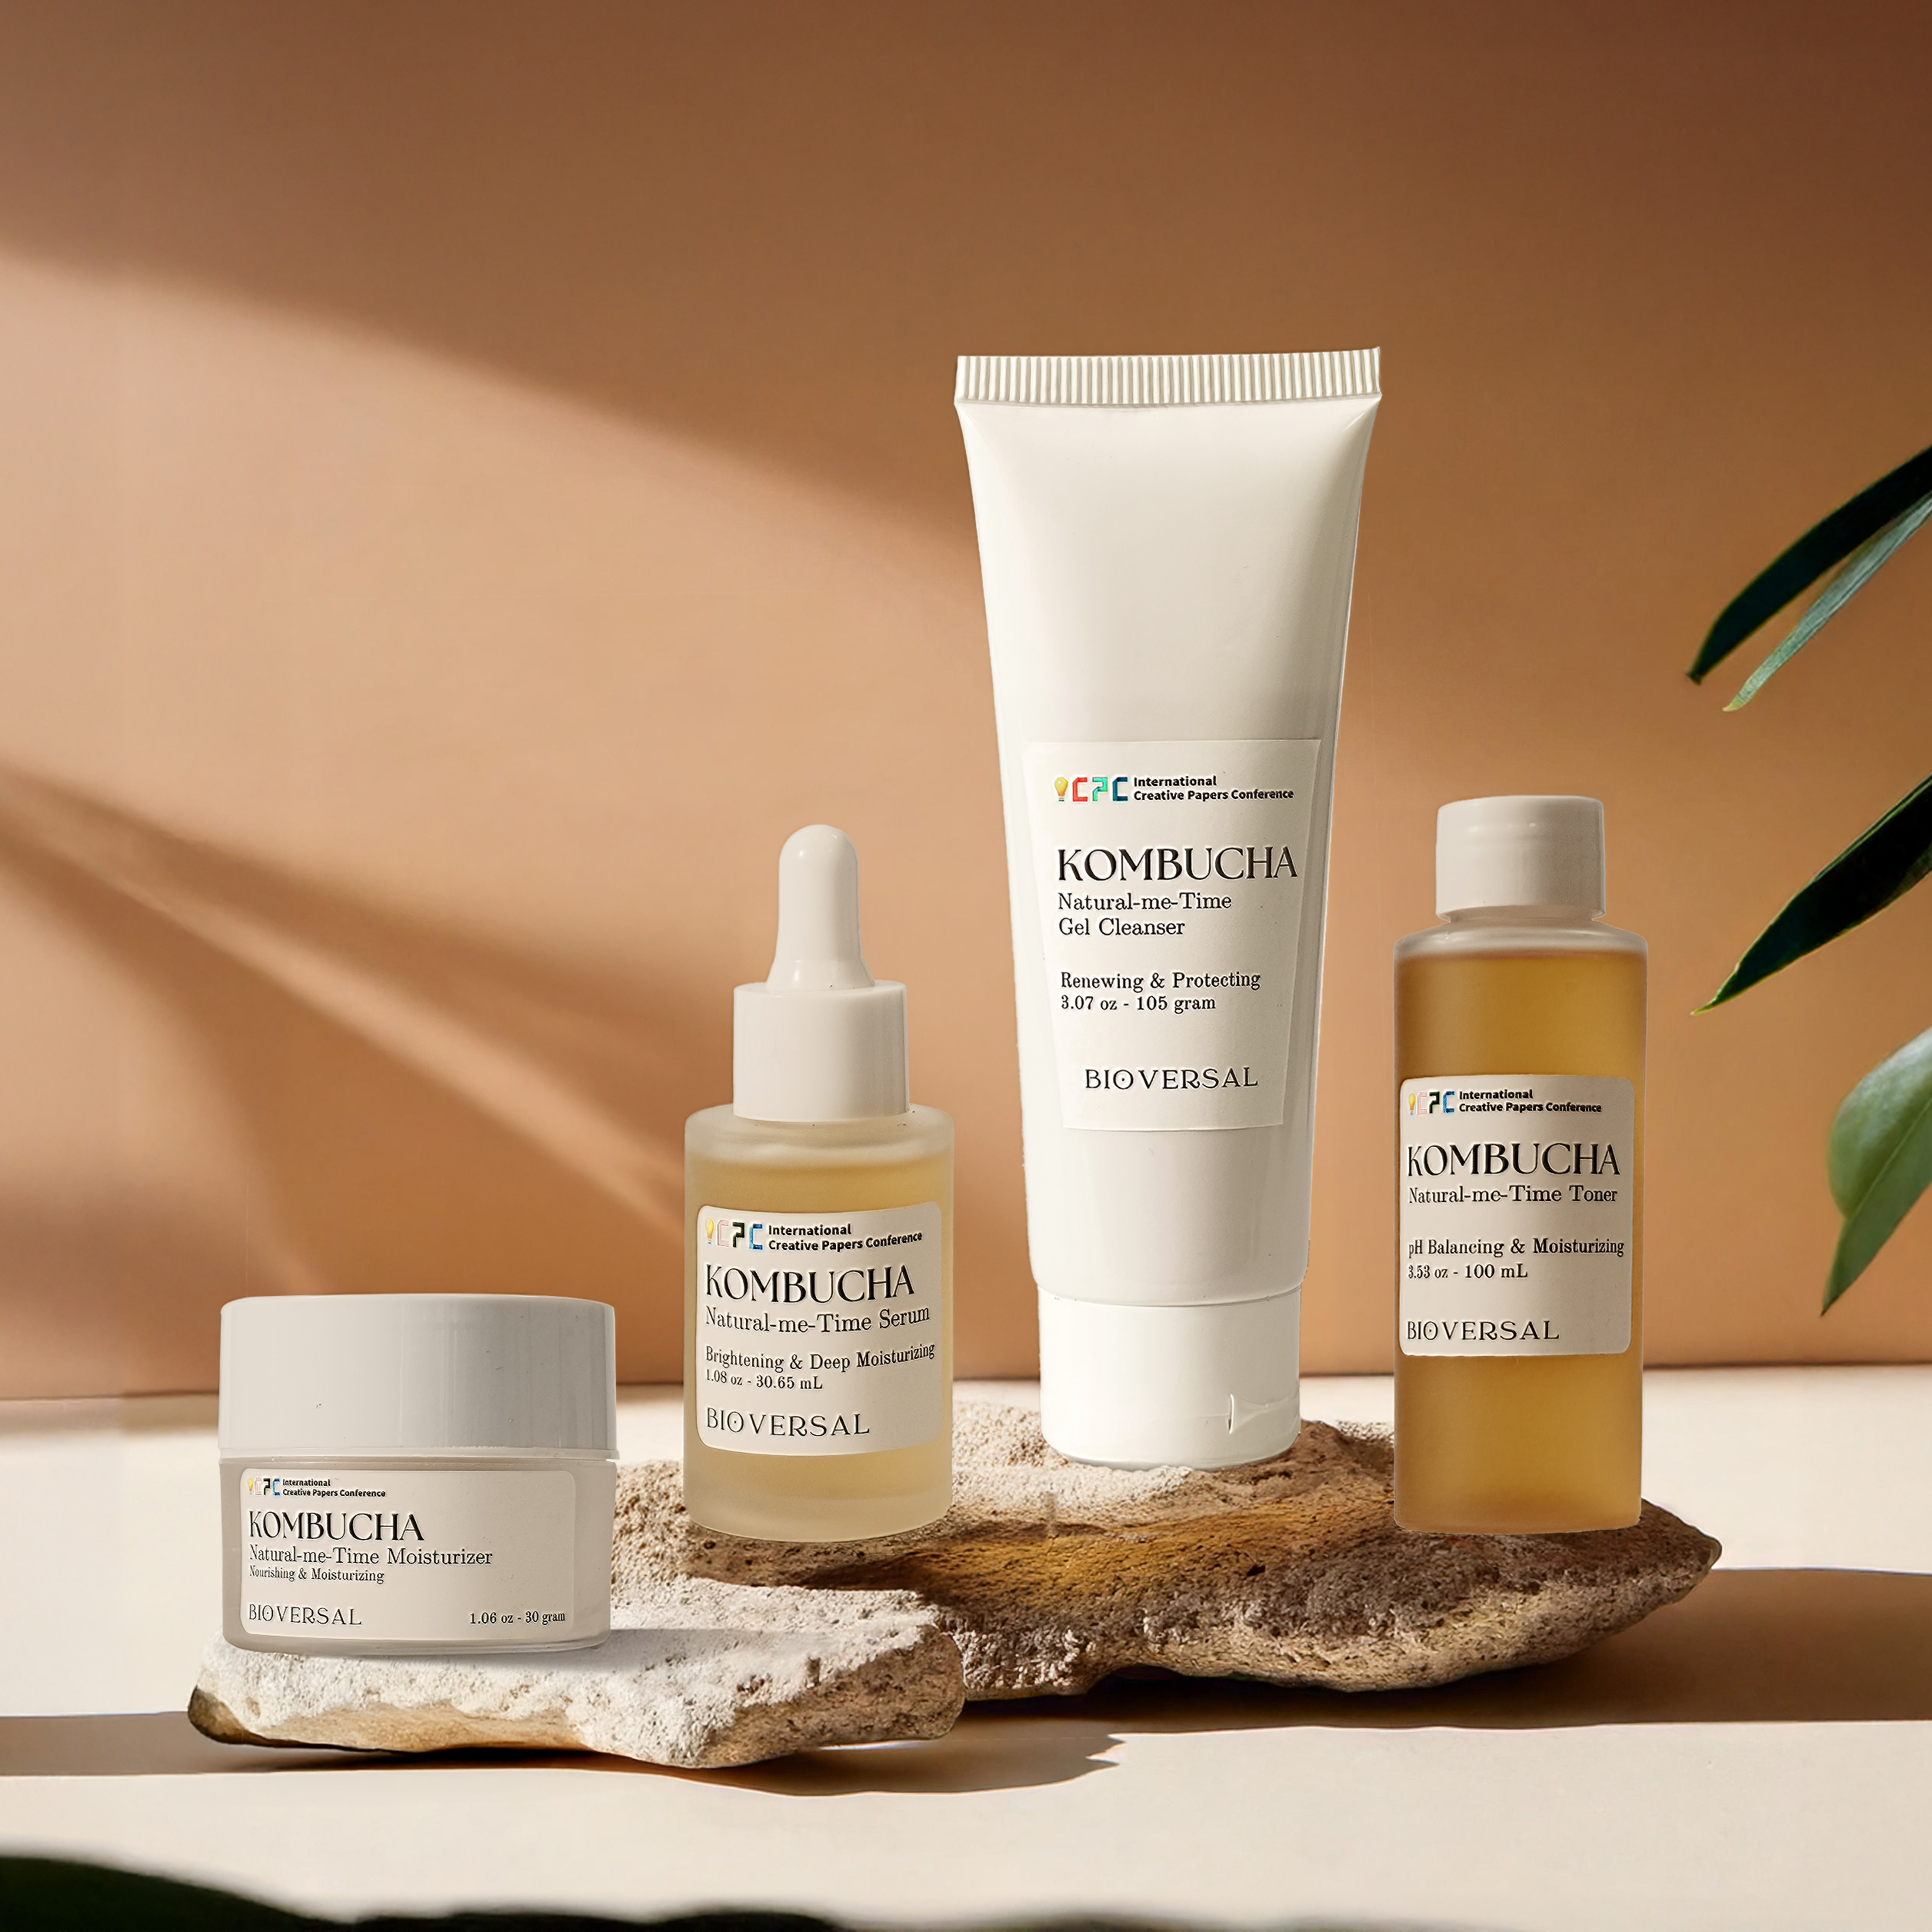 ICPC International
Creative Papers Conference
KOMBUCHA
Natural-me-Time Moisturizer
Nourishing & Moisturizing
BIOVERSAL
1.06 oz - 30 gram
ICPC International
Creative Papers Conference
KOMBUCHA
Natural-me-Time Serum
Brightening & Deep Moisturizing
1.08 oz - 30.65 mL
BIOVERSAL
ICPC International
Creative Papers Conference
KOMBUCHA
Natural-me-Time
Gel Cleanser
Renewing & Protecting
3.07 oz - 105 gram
BIOVERSAL
ICPC International
Creative Papers Conference
KOMBUCHA
Natural-me-Time Toner
pH Balancing & Moisturizing
3.53 oz - 100 mL
BIOVERSAL